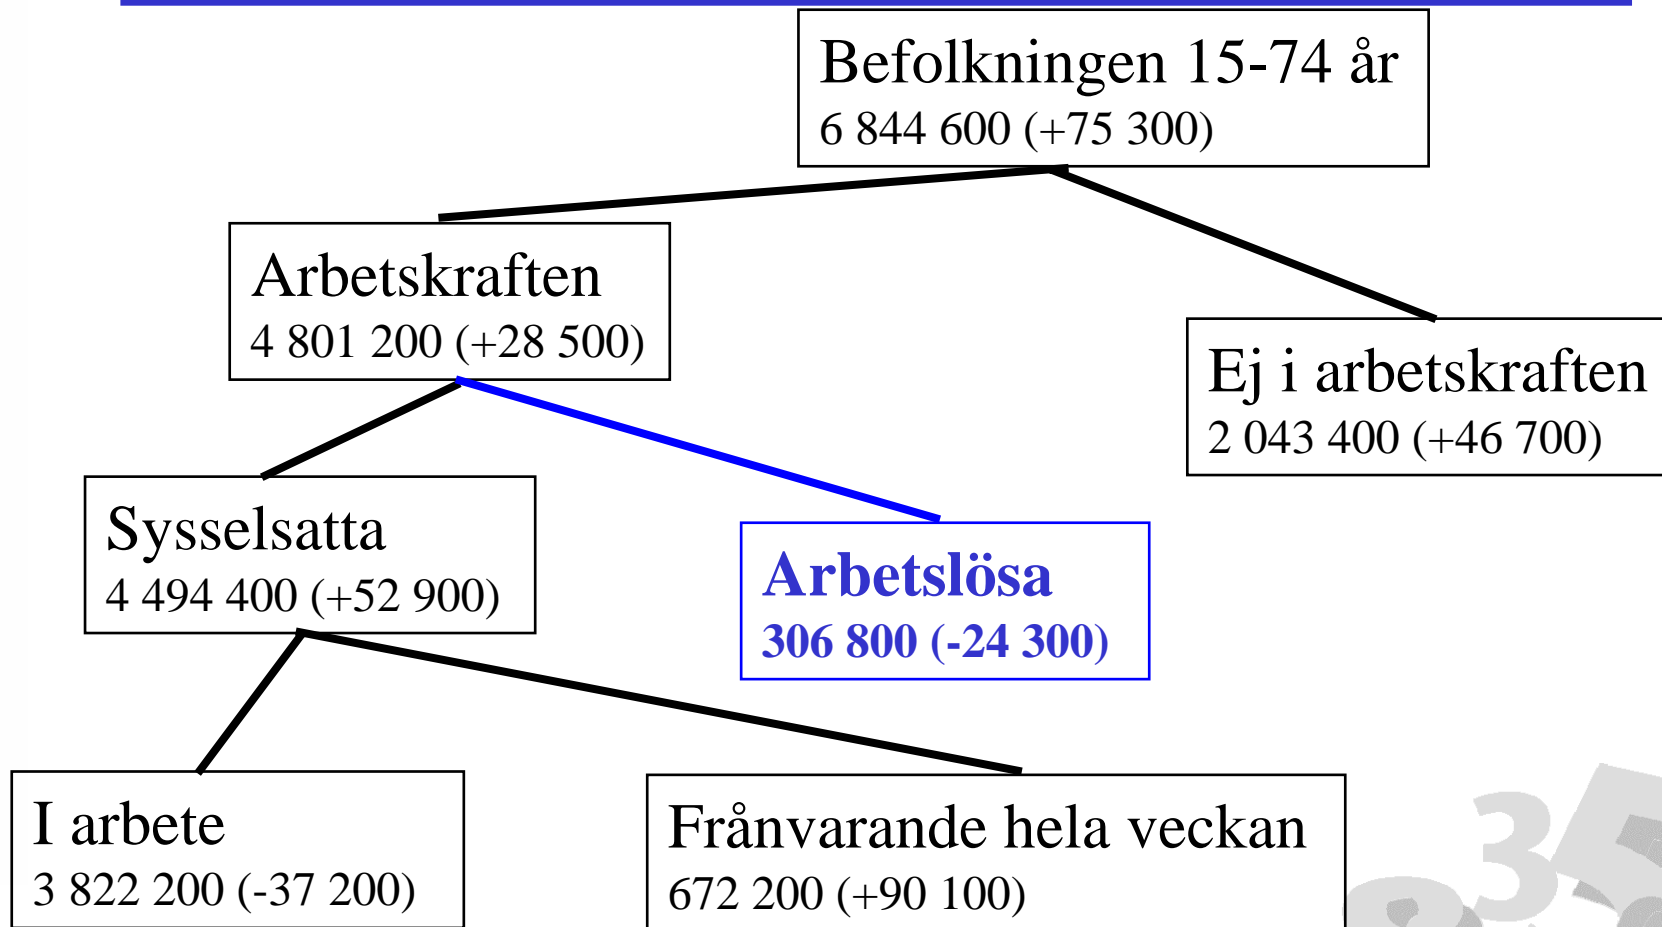 Befolkningen 15-74 år
6 844 600 (+75 300)
Arbetskraften
4 801 200 (+28 500)
Ej i arbetskraften
2 043 400 (+46 700)
Sysselsatta
4 494 400 (+52 900)
Arbetslösa
306 800 (-24 300)
I arbete
3 822 200 (-37 200)
Frånvarande hela veckan
672 200 (+90 100)
3